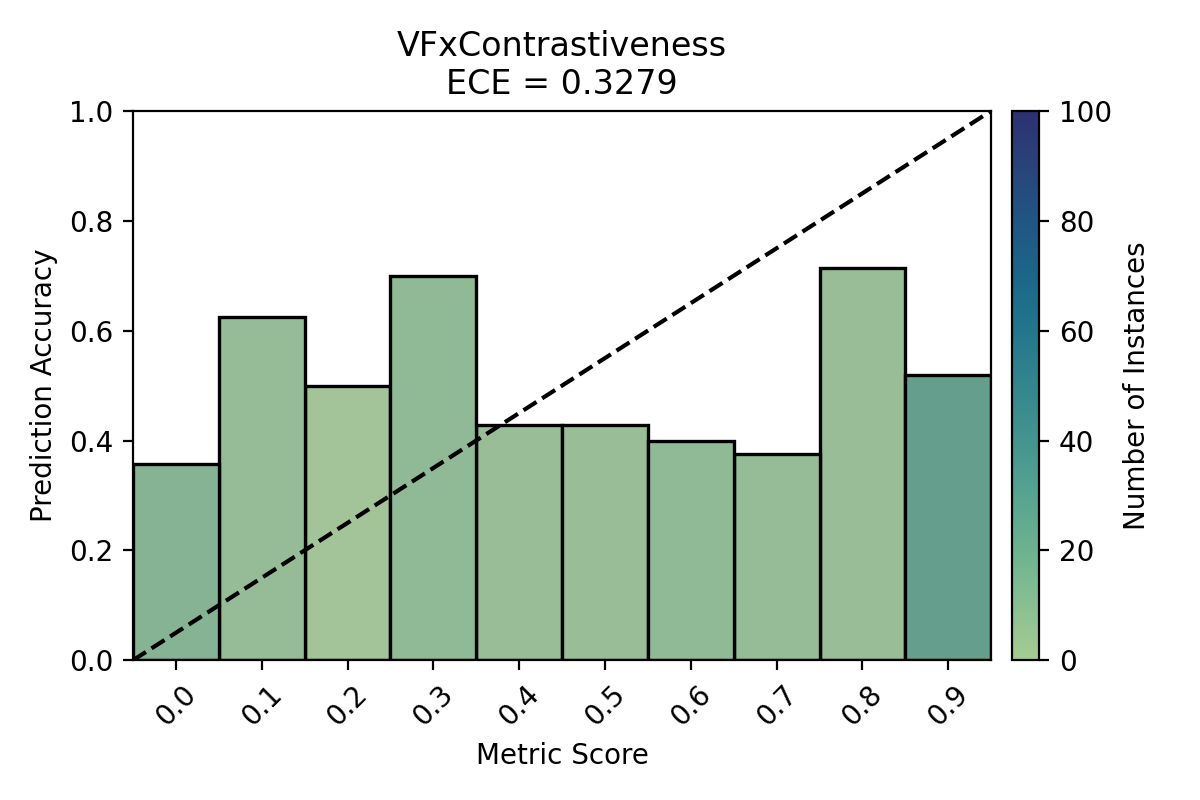 VFxContrastiveness
ECE = 0.3279
Prediction Accuracy
1.0
0.8
0.6
0.4
0.2
0.0
0.0 0.1 0.2 0.3 0.4 0.5 0.6 0.7 0.8 0.9
Metric Score
100
80
60
40
20
0
Number of Instances